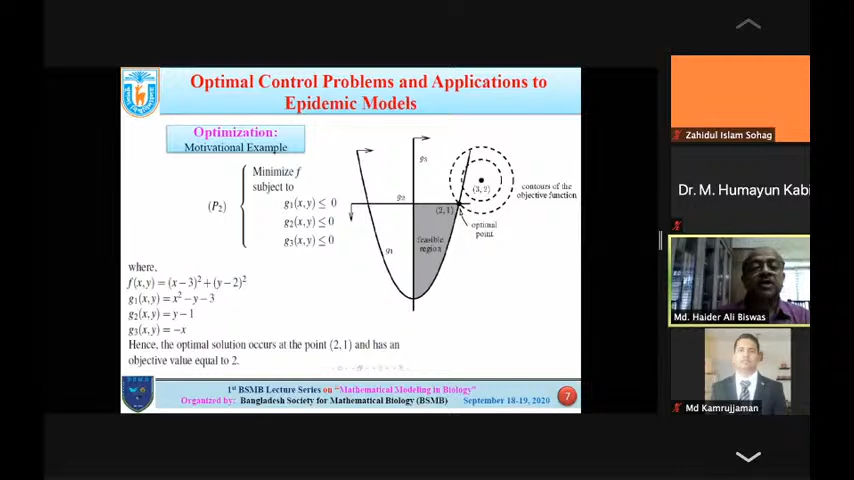 Optimal Control Problems and Applications to
Epidemic Models
Optimization:
Motivational Example
(P₂)
Minimize f
subject to
g₁(x,y) ≤ 0
g₂(x,y) ≤ 0
g₃(x,y) ≤ 0
g₃
g₂
g₁
(3,2)
(2,1)
contours of the
objective function
optimal
point
feasible
region
where,
f(x,y) = (x−3)² + (y−2)²
g₁(x,y) = x² − y − 3
g₂(x,y) = y − 1
g₃(x,y) = −x
Hence, the optimal solution occurs at the point (2,1) and has an
objective value equal to 2.
1st BSMB Lecture Series on “Mathematical Modeling in Biology”
Organized by: Bangladesh Society for Mathematical Biology (BSMB) September 18-19, 2020
7
Zahidul Islam Sohag
Dr. M. Humayun Kabi
Md. Haider Ali Biswas
Md Kamrujjaman